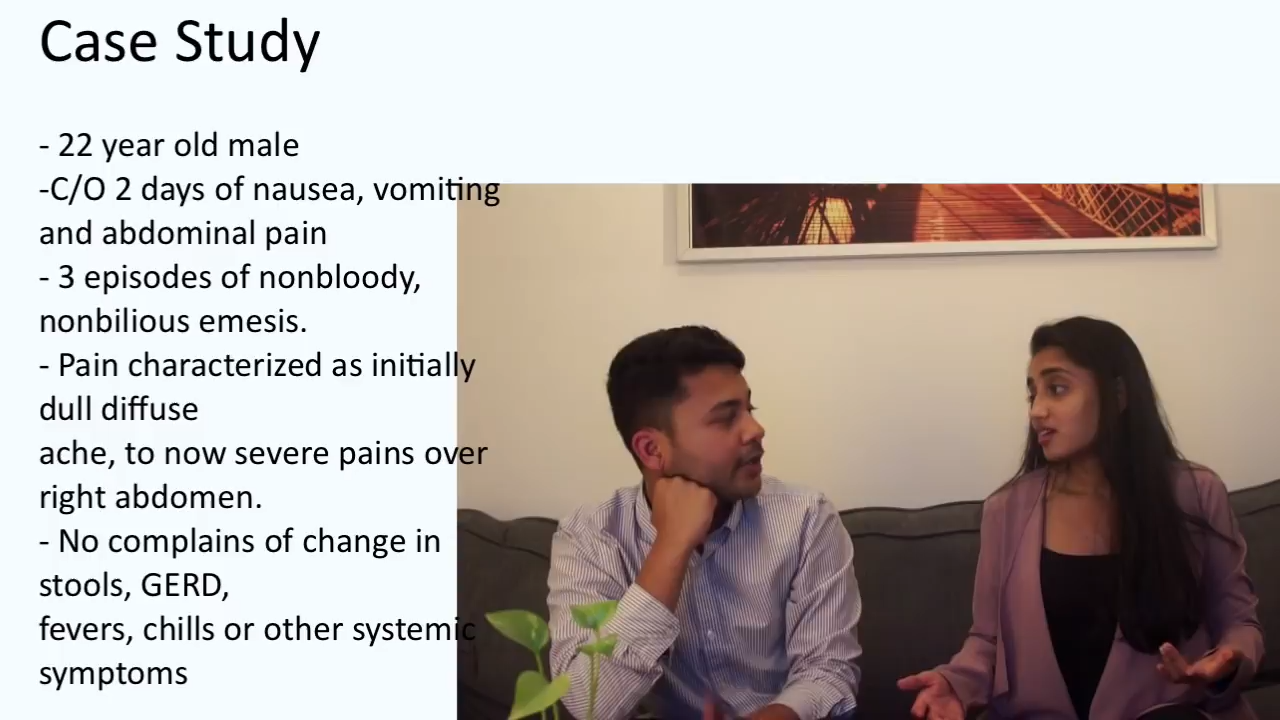 Case Study
- 22 year old male
-C/O 2 days of nausea, vomiting
and abdominal pain
- 3 episodes of nonbloody,
nonbilious emesis.
- Pain characterized as initially
dull diffuse
ache, to now severe pains over
right abdomen.
- No complains of change in
stools, GERD,
fevers, chills or other systemic
symptoms